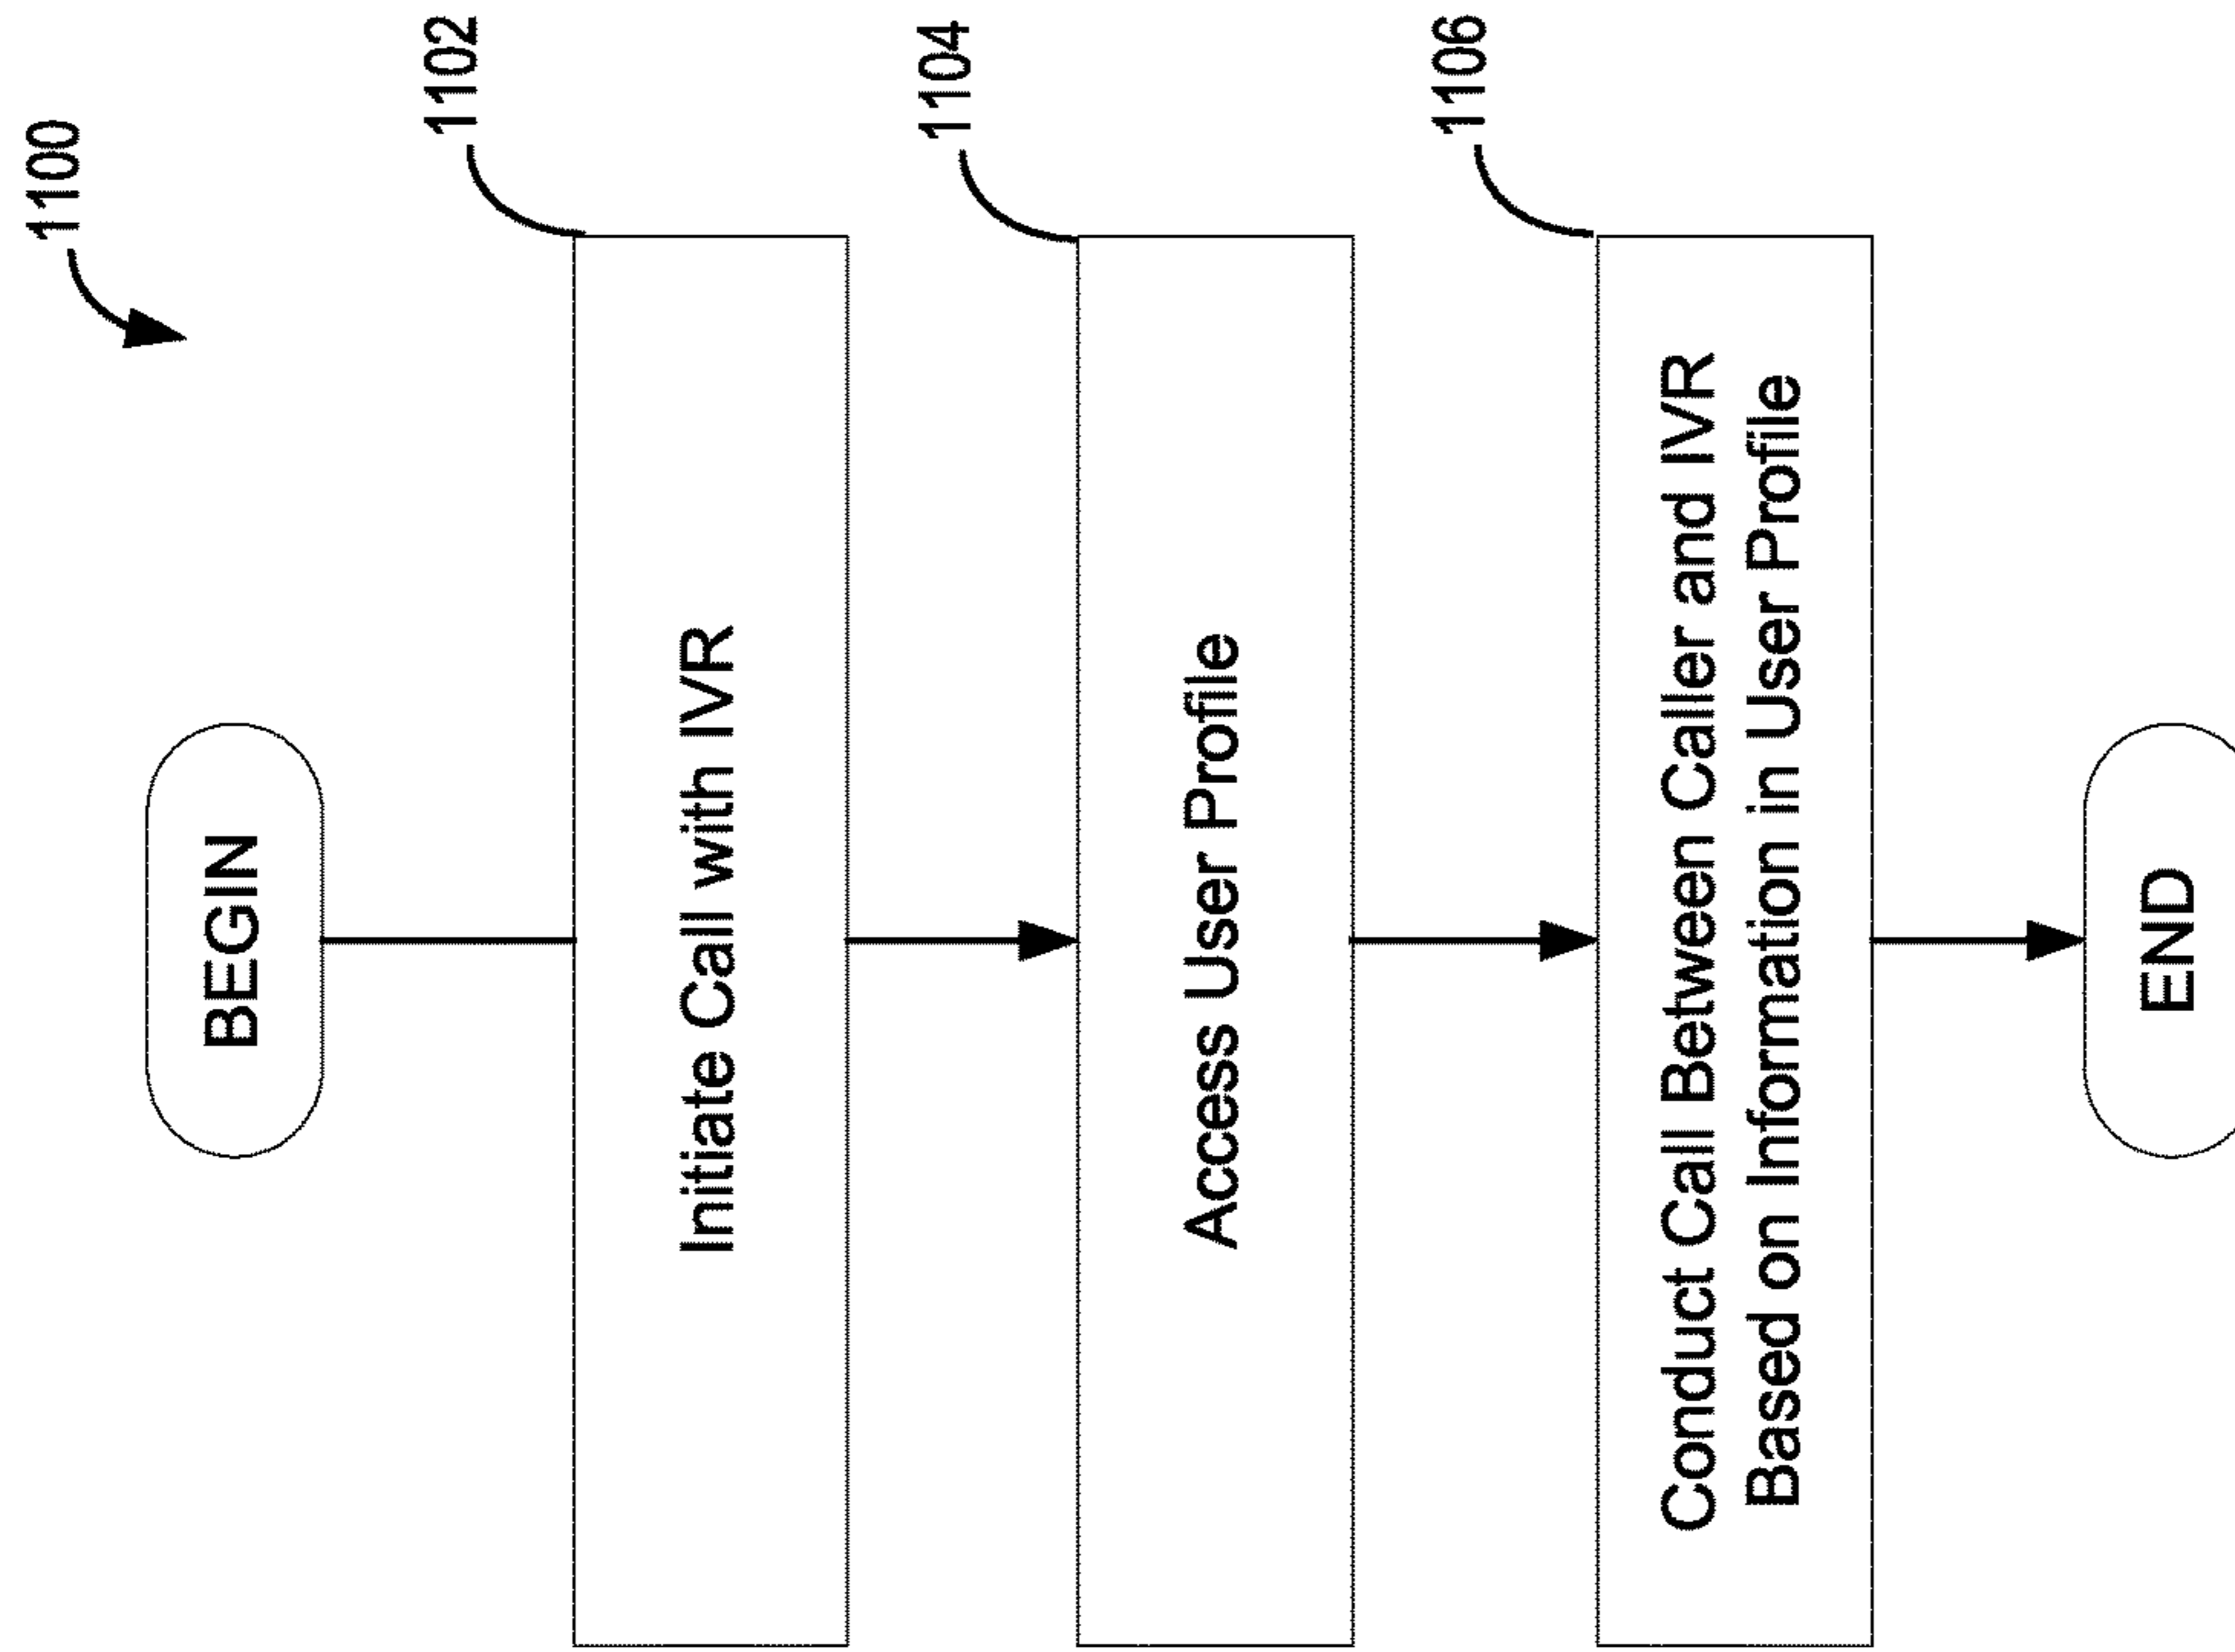 1100
BEGIN
1102
Initiate Call with IVR
1104
Access User Profile
1106
Conduct Call Between Caller and IVR
Based on Information in User Profile
END